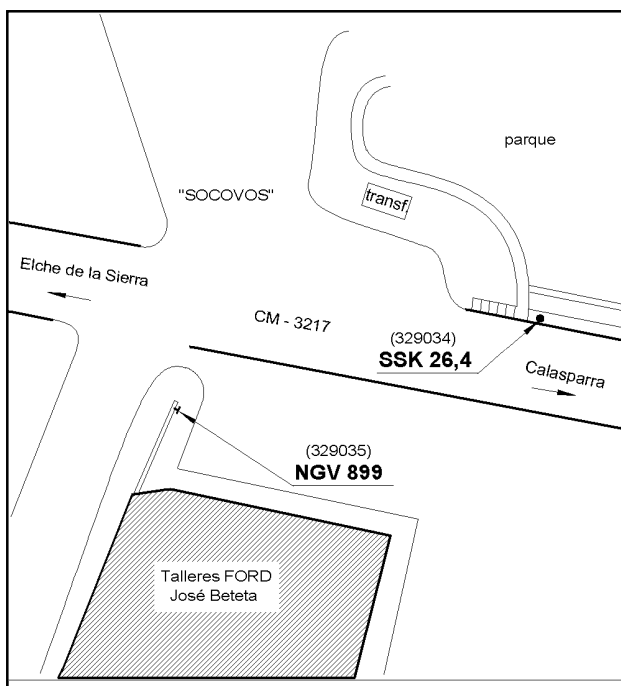 parque
transf.
"SOCOVOS"
Elche de la Sierra
CM - 3217
(329034)
SSK 26,4
Calasparra
(329035)
NGV 899
Talleres FORD
José Beteta